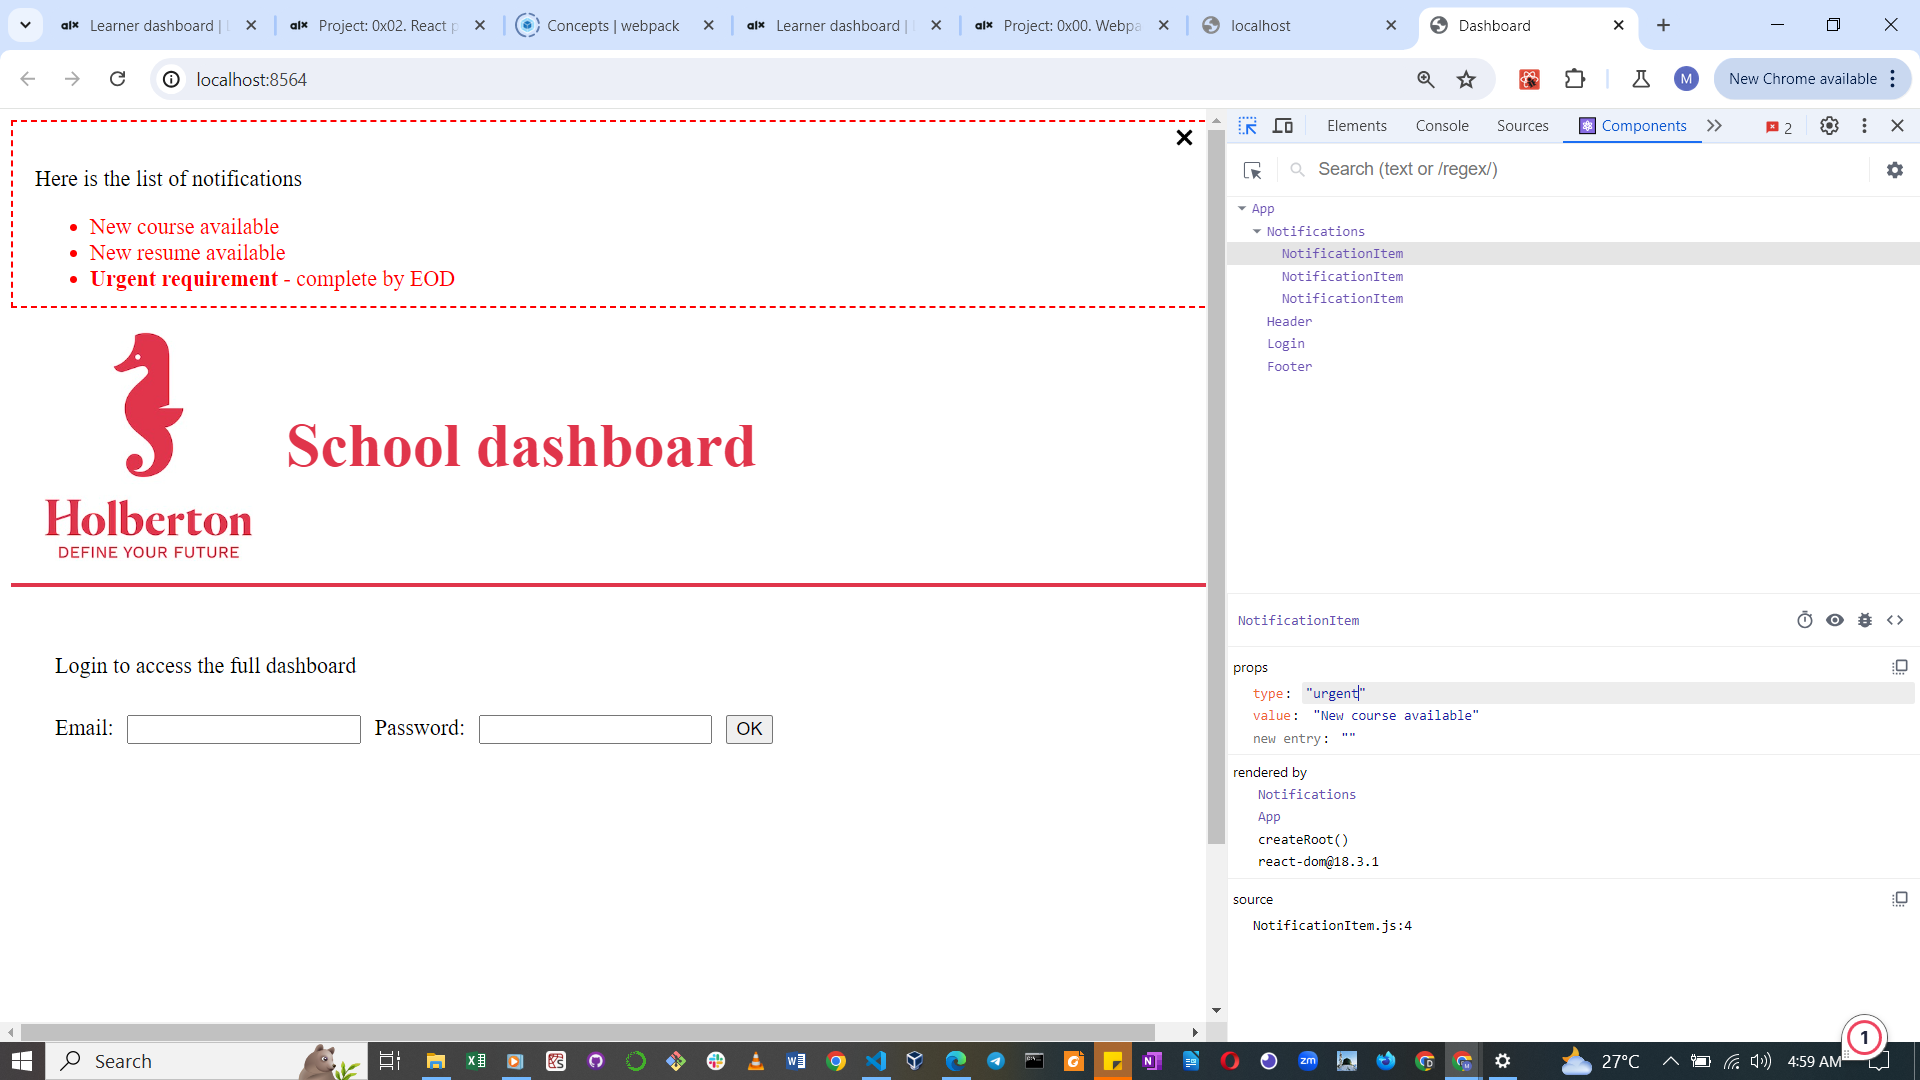 Learner dashboard |
Project: 0x02. React p
Concepts | webpack
Learner dashboard |
Project: 0x00. Webpa
localhost
Dashboard
localhost:8564
M
New Chrome available
Here is the list of notifications
New course available
New resume available
Urgent requirement - complete by EOD
School dashboard
Holberton
DEFINE YOUR FUTURE
Login to access the full dashboard
Email:
Password:
OK
Elements
Console
Sources
Components
2
Search (text or /regex/)
App
Notifications
NotificationItem
NotificationItem
NotificationItem
Header
Login
Footer
NotificationItem
props
type: "urgent"
value: "New course available"
new entry: ""
rendered by
Notifications
App
createRoot()
react-dom@18.3.1
source
NotificationItem.js:4
1
Search
27°C
4:59 AM